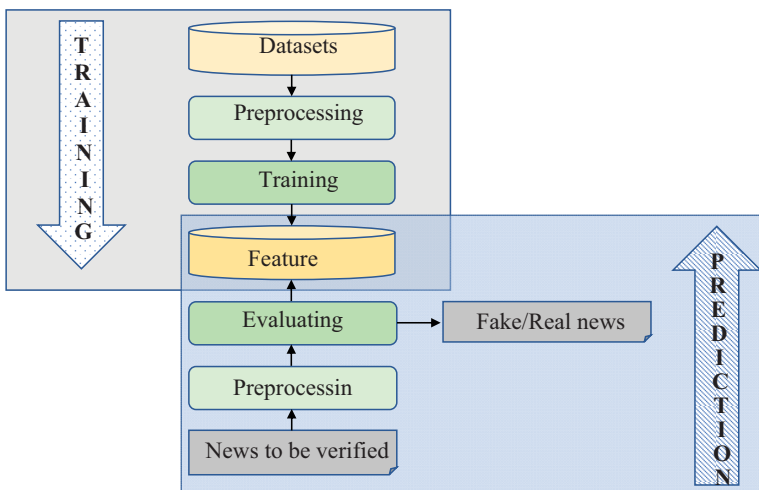 TRAINING
Datasets
Preprocessing
Training
Feature
Evaluating
Fake/Real news
Preprocessin
News to be verified
PREDICTION